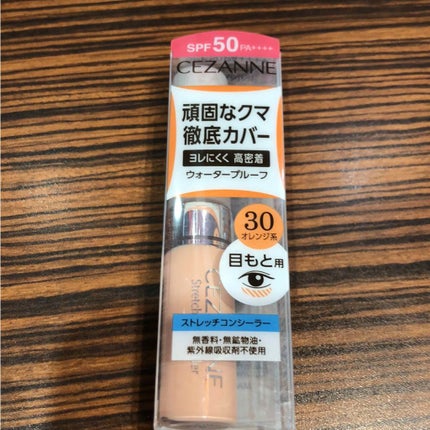 SPF50 PA++++
CEZANNE
頑固なクマ
徹底カバー
ヨレにくく 高密着
ウォータープルーフ
30
オレンジ系
目もと用
ストレッチコンシーラー
無香料・無鉱物油・
紫外線吸収剤不使用